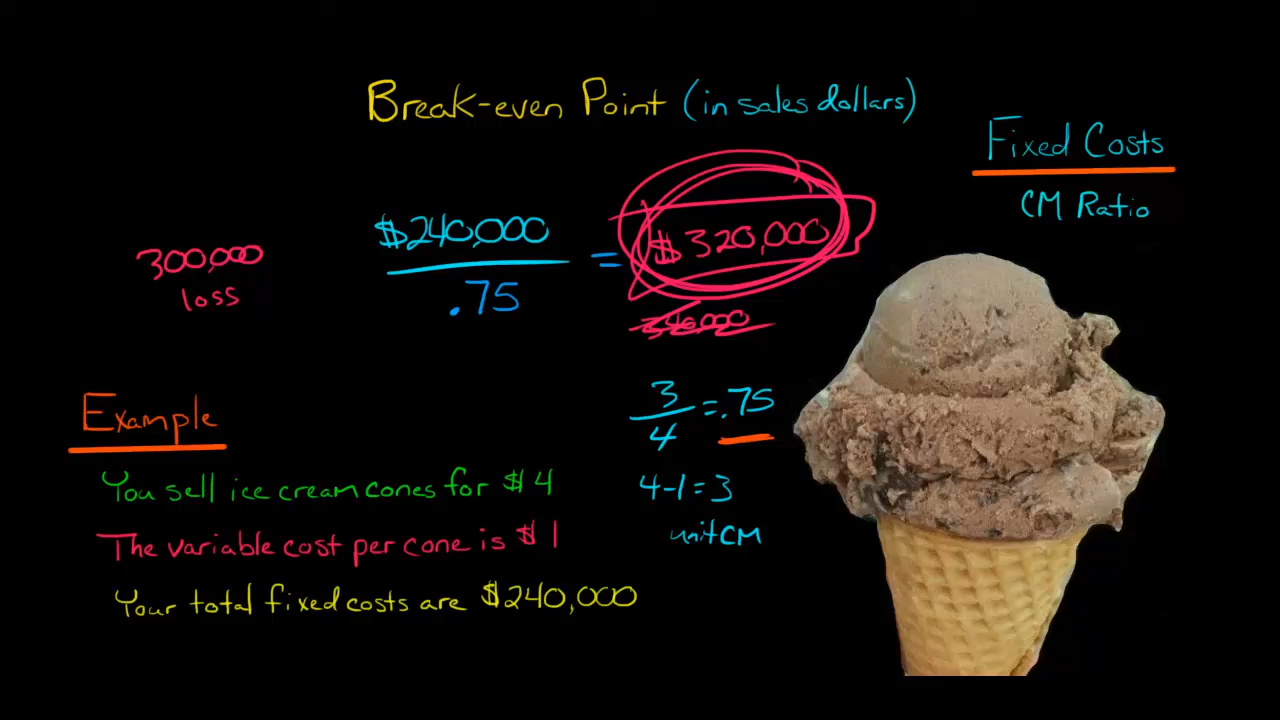 Break-even Point (in sales dollars)
Fixed Costs
CM Ratio
$240,000
.75
= $320,000
300,000
loss
3/4 = .75
4-1=3
unit CM
Example
You sell ice cream cones for $4
The variable cost per cone is $1
Your total fixed costs are $240,000